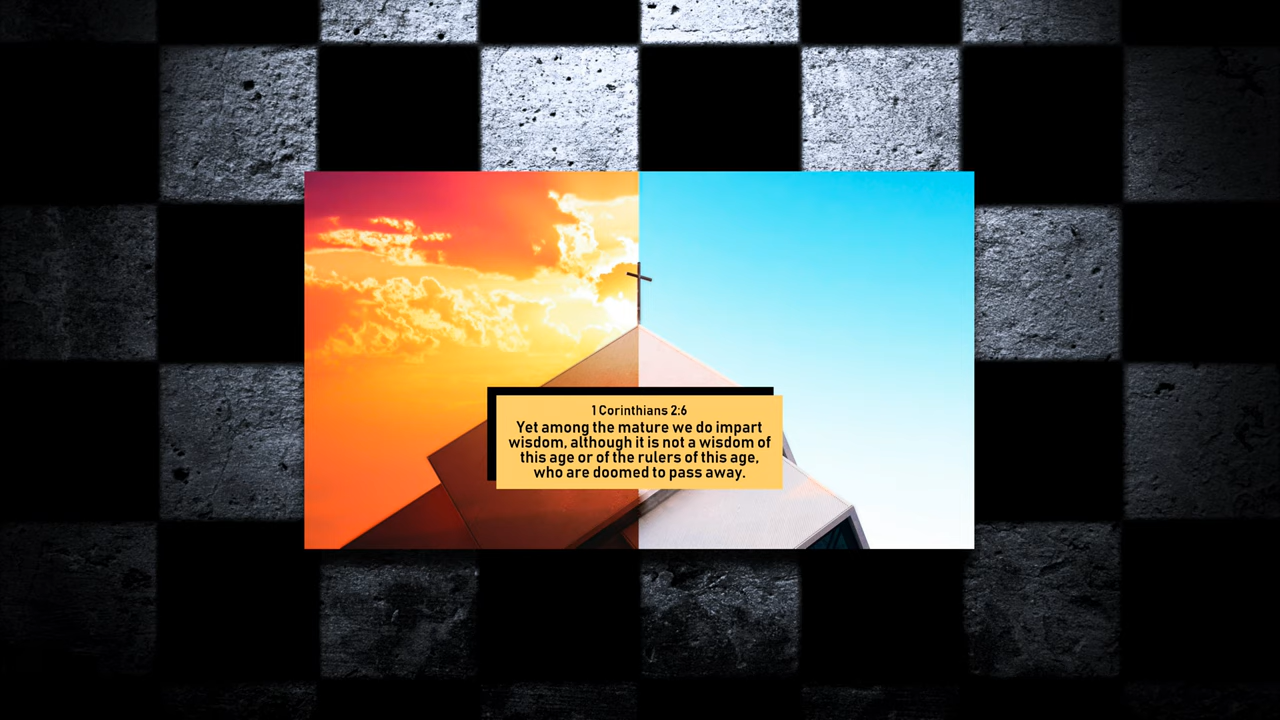 1 Corinthians 2:6
Yet among the mature we do impart
wisdom, although it is not a wisdom of
this age or of the rulers of this age,
who are doomed to pass away.